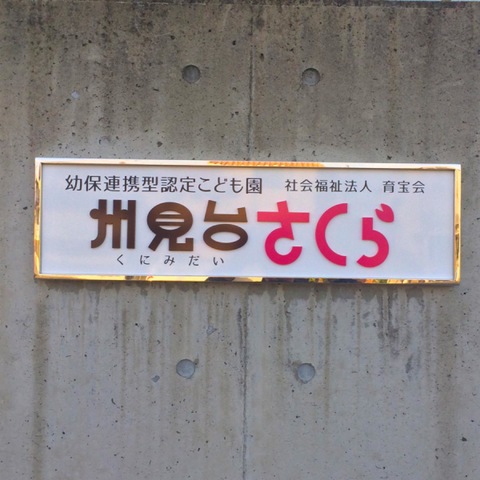 幼保連携型認定こども園 社会福祉法人 育宝会
州見台さくら
くにみだい